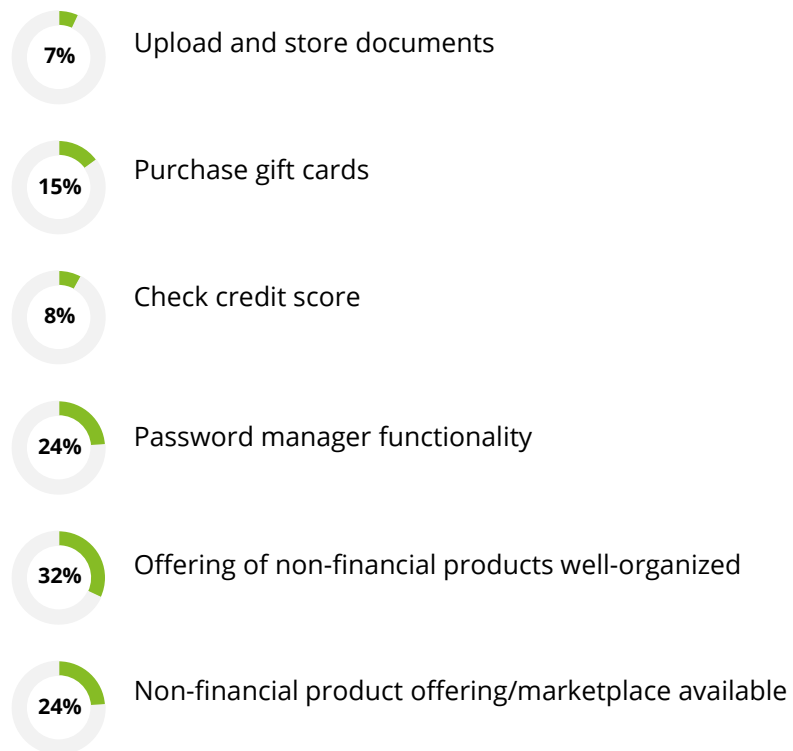 7%
Upload and store documents
15%
Purchase gift cards
8%
Check credit score
24%
Password manager functionality
32%
Offering of non-financial products well-organized
24%
Non-financial product offering/marketplace available